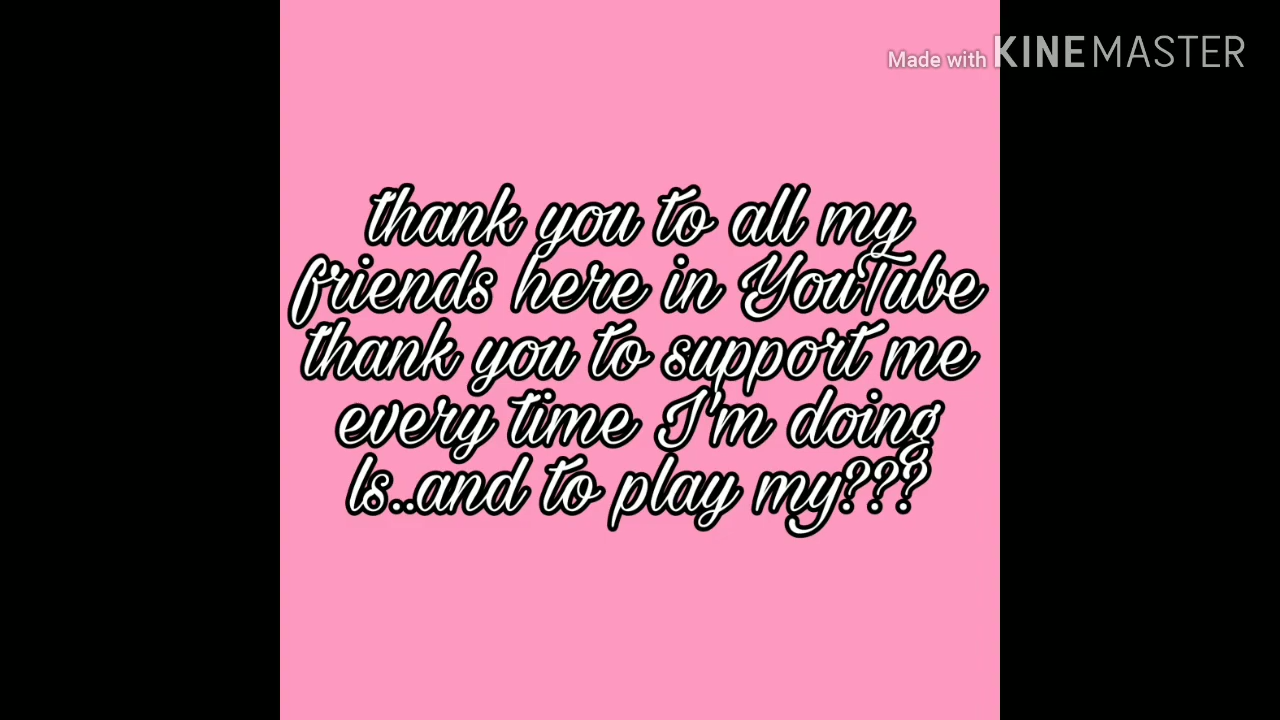 Made with KINEMASTER
thank you to all my
friends here in YouTube
thank you to support me
every time I'm doing
ls..and to play my???